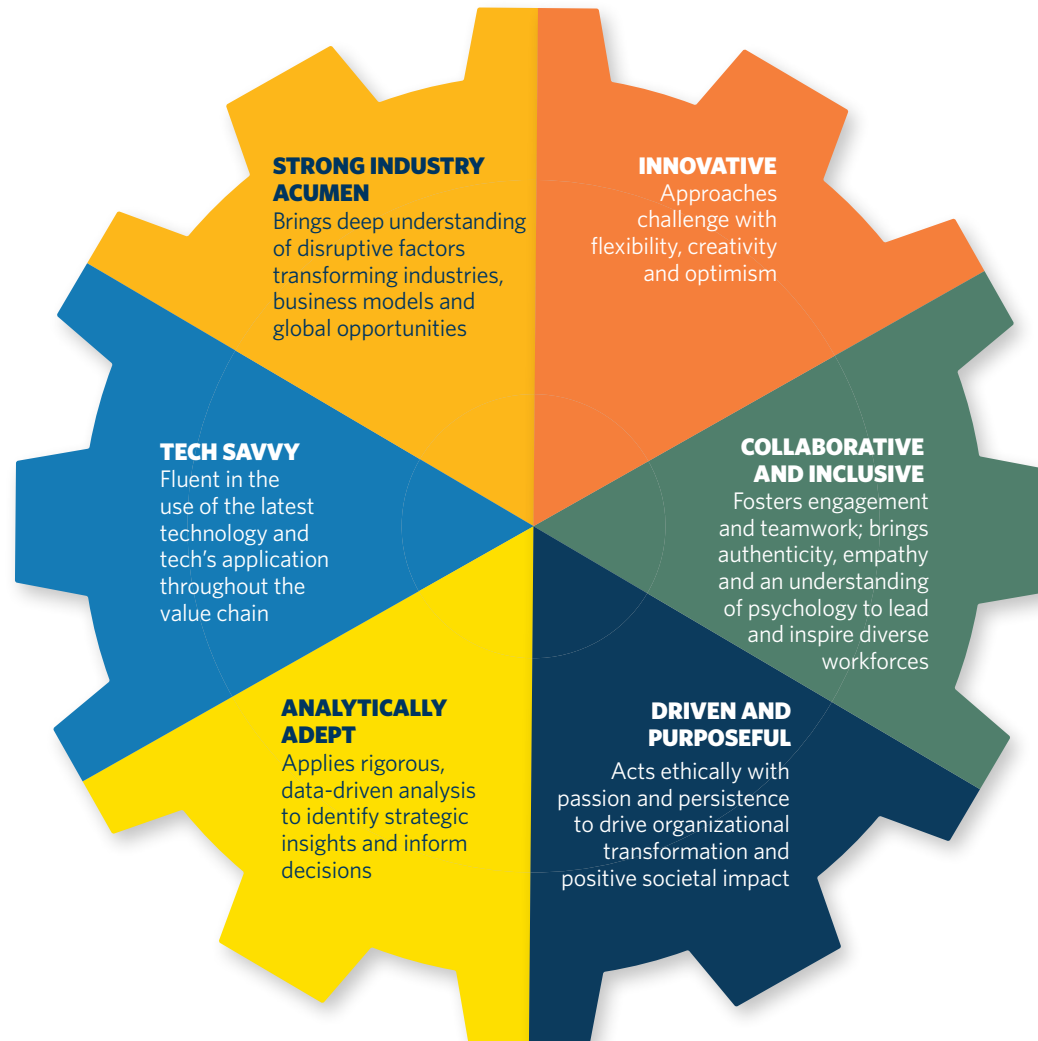 STRONG INDUSTRY
ACUMEN
Brings deep understanding
of disruptive factors
transforming industries,
business models and
global opportunities
INNOVATIVE
Approaches
challenge with
flexibility, creativity
and optimism
TECH SAVVY
Fluent in the
use of the latest
technology and
tech’s application
throughout the
value chain
COLLABORATIVE
AND INCLUSIVE
Fosters engagement
and teamwork; brings
authenticity, empathy
and an understanding
of psychology to lead
and inspire diverse
workforces
ANALYTICALLY
ADEPT
Applies rigorous,
data-driven analysis
to identify strategic
insights and inform
decisions
DRIVEN AND
PURPOSEFUL
Acts ethically with
passion and persistence
to drive organizational
transformation and
positive societal impact